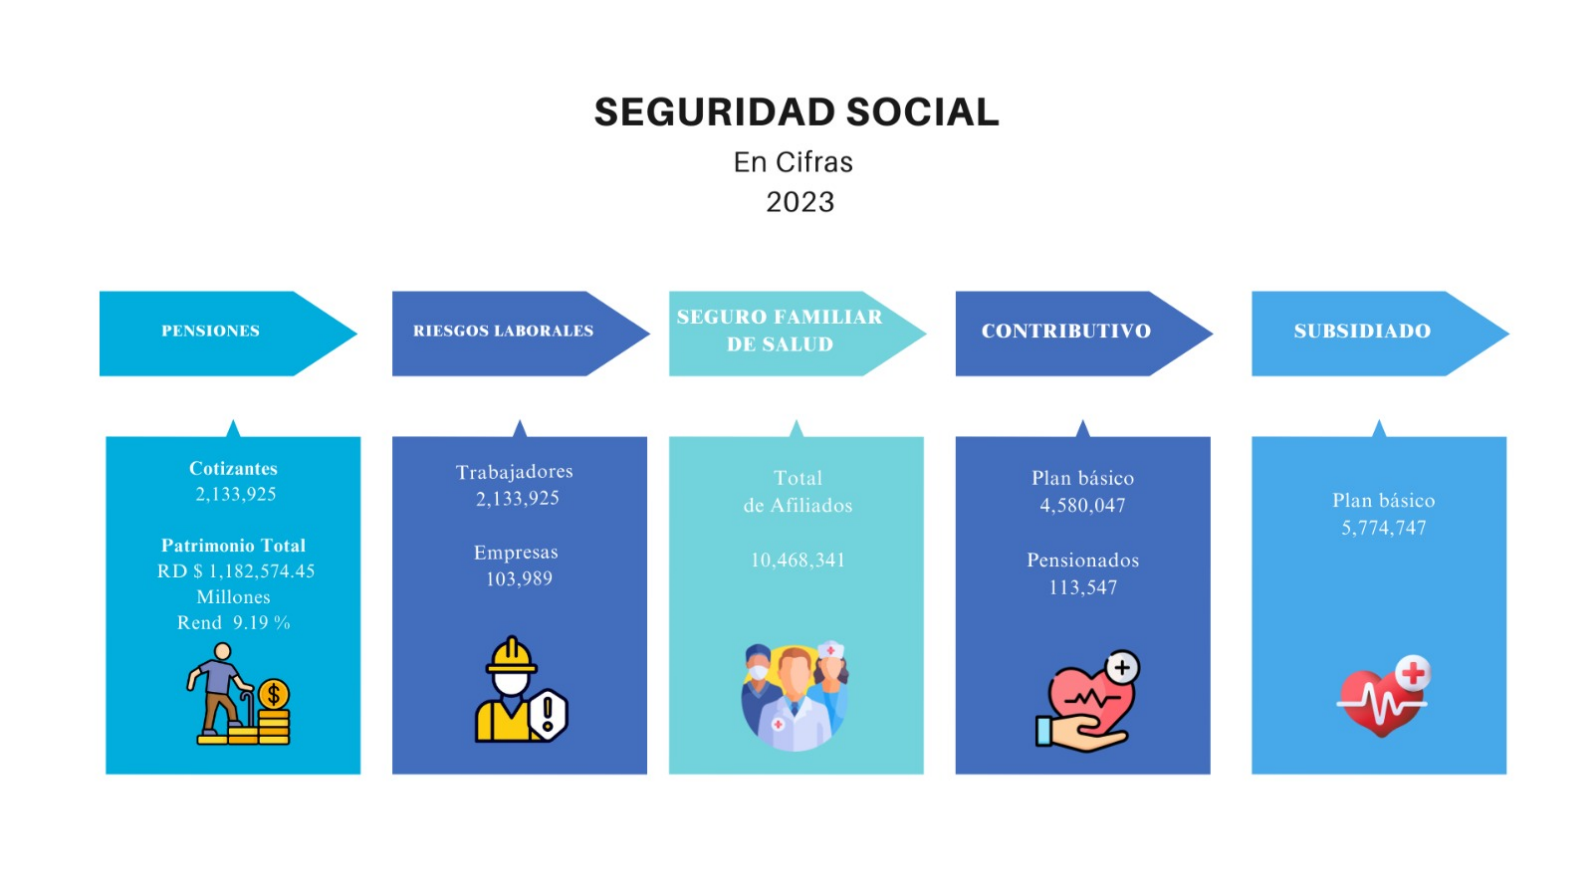 SEGURIDAD SOCIAL
En Cifras
2023
PENSIONES
RIESGOS LABORALES
SEGURO FAMILIAR
DE SALUD
CONTRIBUTIVO
SUBSIDIADO
Cotizantes
2,133,925
Patrimonio Total
RD $ 1,182,574.45
Millones
Rend 9.19 %
Trabajadores
2,133,925
Empresas
103,989
Total
de Afiliados
10,468,341
Plan básico
4,580,047
Pensionados
113,547
Plan básico
5,774,747